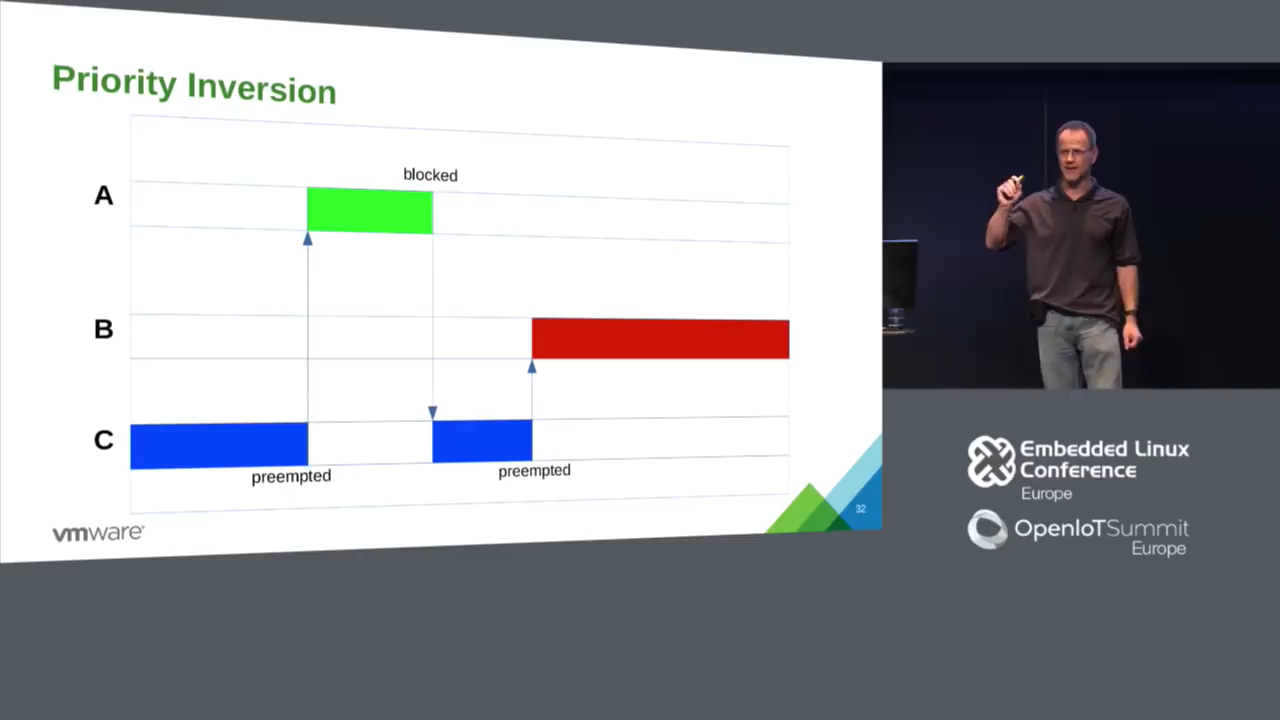 Priority Inversion
blocked
A
B
C
preempted
preempted
vmware
32
Embedded Linux
Conference
Europe
OpenIoTSummit
Europe